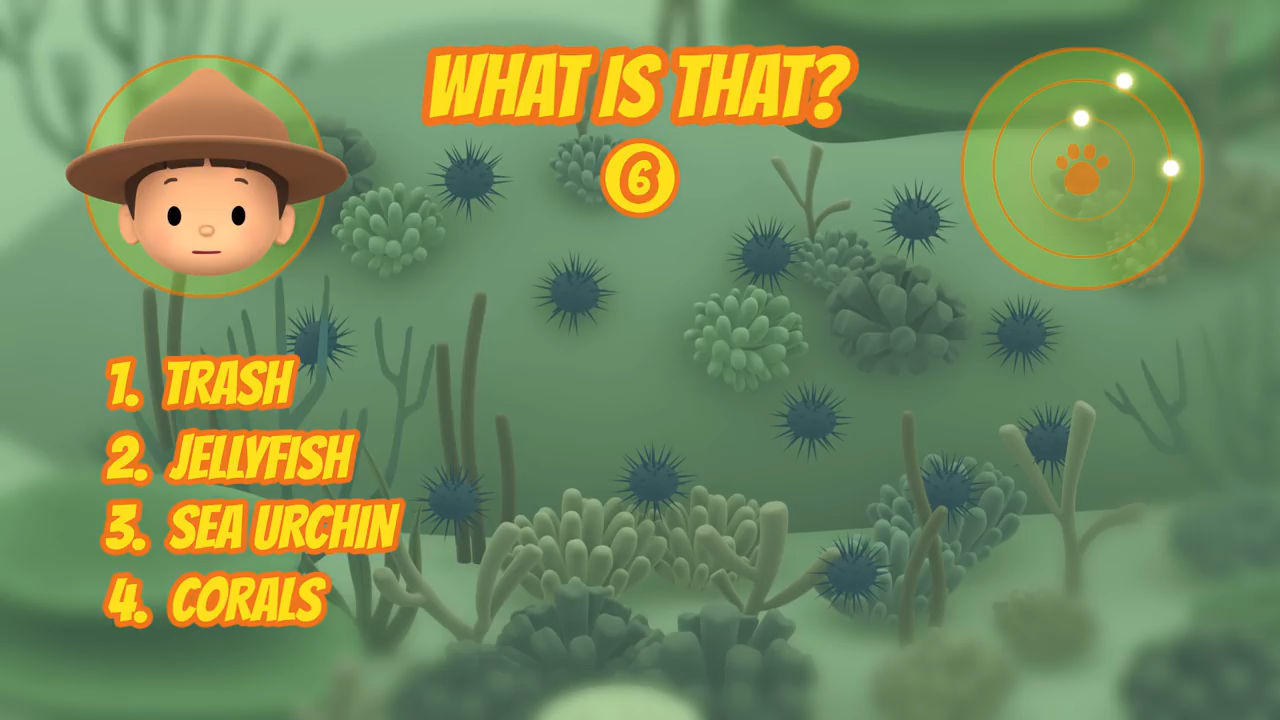 WHAT IS THAT?
6
1. TRASH
2. JELLYFISH
3. SEA URCHIN
4. CORALS